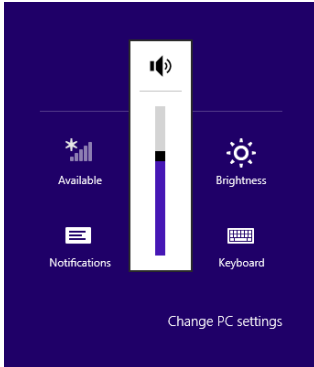 Available
Brightness
Notifications
Keyboard
Change PC settings